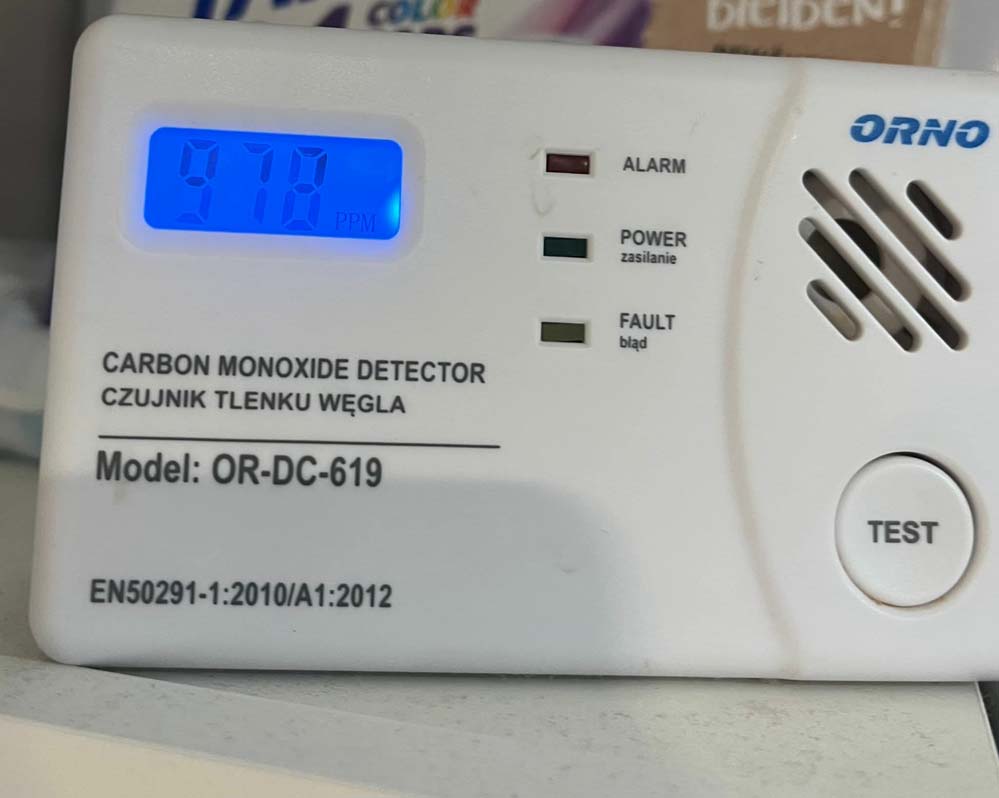 COLOR
ORNO
978
PPM
ALARM
POWER
zasilanie
FAULT
błąd
CARBON MONOXIDE DETECTOR
CZUJNIK TLENKU WĘGLA
Model: OR-DC-619
TEST
EN50291-1:2010/A1:2012